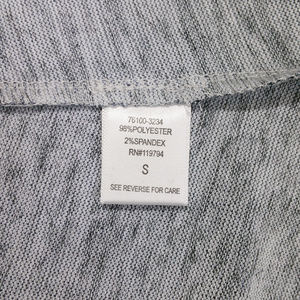 76100-3234
98%POLYESTER
2%SPANDEX
RN#119794
S
SEE REVERSE FOR CARE